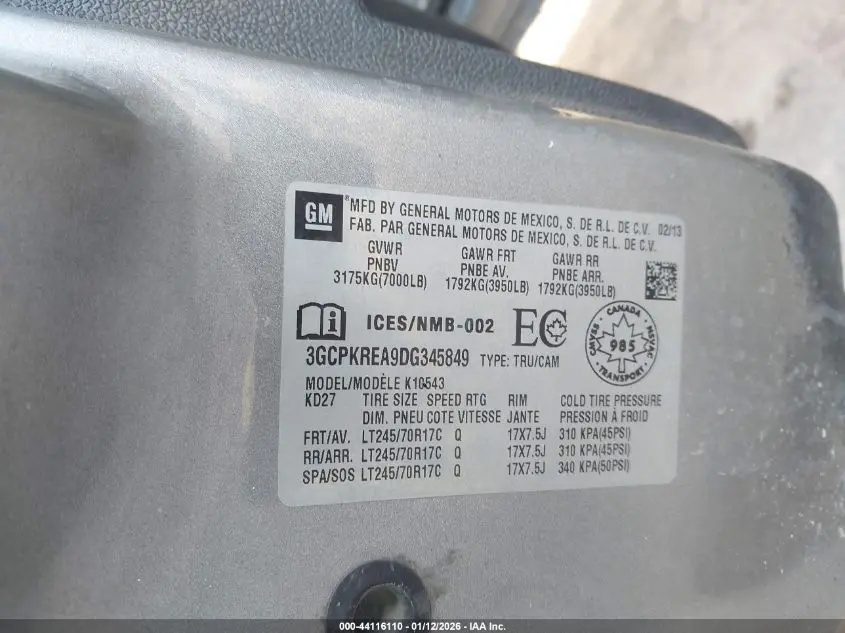 GM
® MFD BY GENERAL MOTORS DE MEXICO, S. DE R.L. DE C.V. 02/13
FAB. PAR GENERAL MOTORS DE MEXICO, S. DE R.L. DE C.V.
GVWR GAWR FRT GAWR RR
PNBV PNBE AV. PNBE ARR.
3175KG(7000LB) 1792KG(3950LB) 1792KG(3950LB)
i ICES/NMB-002 EC
CANADA
CMVSS NSVAC
985
TRANSPORT
3GCPKREA9DG345849 TYPE: TRU/CAM
MODEL/MODÈLE K10543
KD27 TIRE SIZE SPEED RTG RIM COLD TIRE PRESSURE
DIM. PNEU COTE VITESSE JANTE PRESSION À FROID
FRT/AV. LT245/70R17C Q 17X7.5J 310 KPA(45PSI)
RR/ARR. LT245/70R17C Q 17X7.5J 310 KPA(45PSI)
SPA/SOS LT245/70R17C Q 17X7.5J 340 KPA(50PSI)
000-44116110 - 01/12/2026 - IAA Inc.